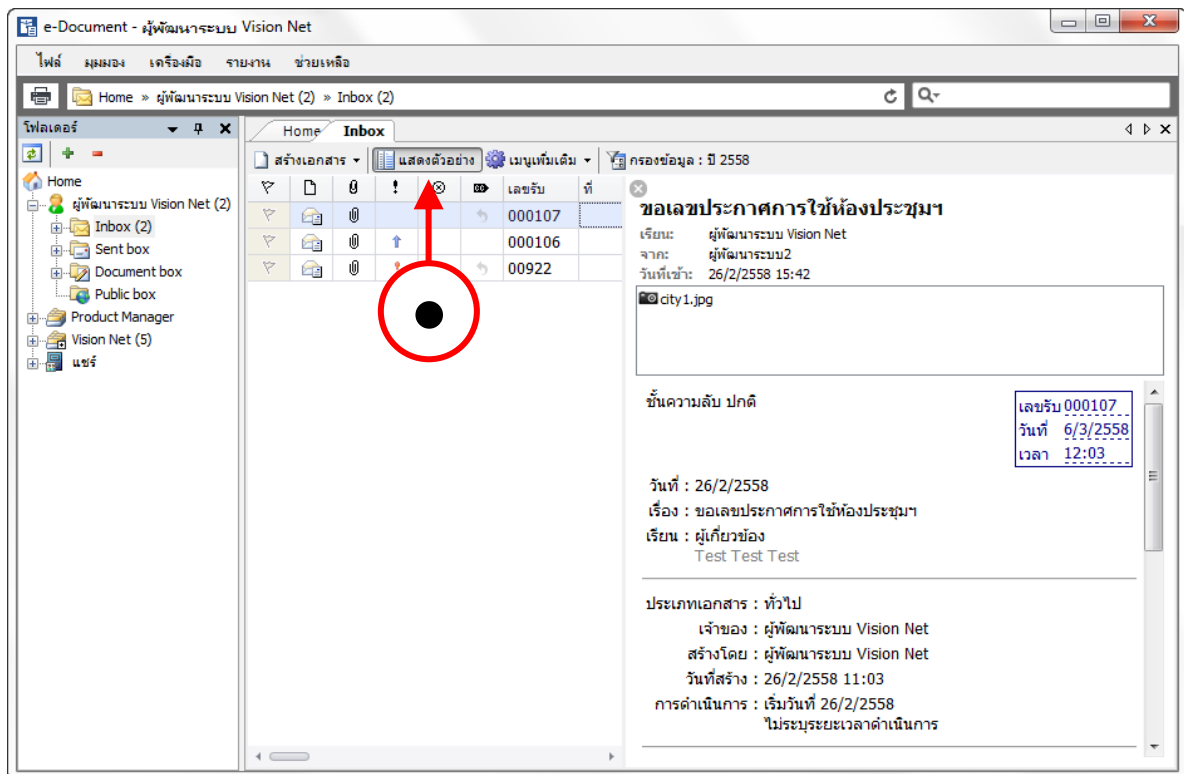 e-Document - ผู้พัฒนาระบบ Vision Net
ไฟล์ มุมมอง เครื่องมือ รายงาน ช่วยเหลือ
Home » ผู้พัฒนาระบบ Vision Net (2) » Inbox (2)
โฟลเดอร์
Home Inbox
สร้างเอกสาร แสดงตัวอย่าง เมนูเพิ่มเติม กรองข้อมูล : ปี 2558
Home
ผู้พัฒนาระบบ Vision Net (2)
Inbox (2)
Sent box
Document box
Public box
Product Manager
Vision Net (5)
แชร์
เลขรับ ที่
000107
000106
00922
ขอเลขประกาศการใช้ห้องประชุมฯ
เรียน: ผู้พัฒนาระบบ Vision Net
จาก: ผู้พัฒนาระบบ2
วันที่เข้า: 26/2/2558 15:42
city1.jpg
ชั้นความลับ ปกติ
เลขรับ 000107
วันที่ 6/3/2558
เวลา 12:03
วันที่ : 26/2/2558
เรื่อง : ขอเลขประกาศการใช้ห้องประชุมฯ
เรียน : ผู้เกี่ยวข้อง
Test Test Test
ประเภทเอกสาร : ทั่วไป
เจ้าของ : ผู้พัฒนาระบบ Vision Net
สร้างโดย : ผู้พัฒนาระบบ Vision Net
วันที่สร้าง : 26/2/2558 11:03
การดำเนินการ : เริ่มวันที่ 26/2/2558
ไม่ระบุระยะเวลาดำเนินการ